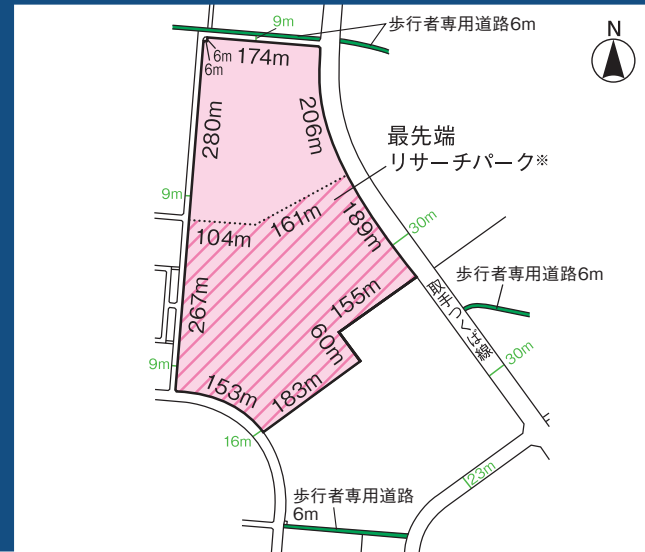 9m
歩行者専用道路6m
N
6m
6m
174m
280m
206m
最先端
リサーチパーク※
9m
104m
161m
189m
30m
歩行者専用道路6m
267m
155m
取手つくば線
60m
30m
9m
153m
183m
16m
23m
歩行者専用道路
6m